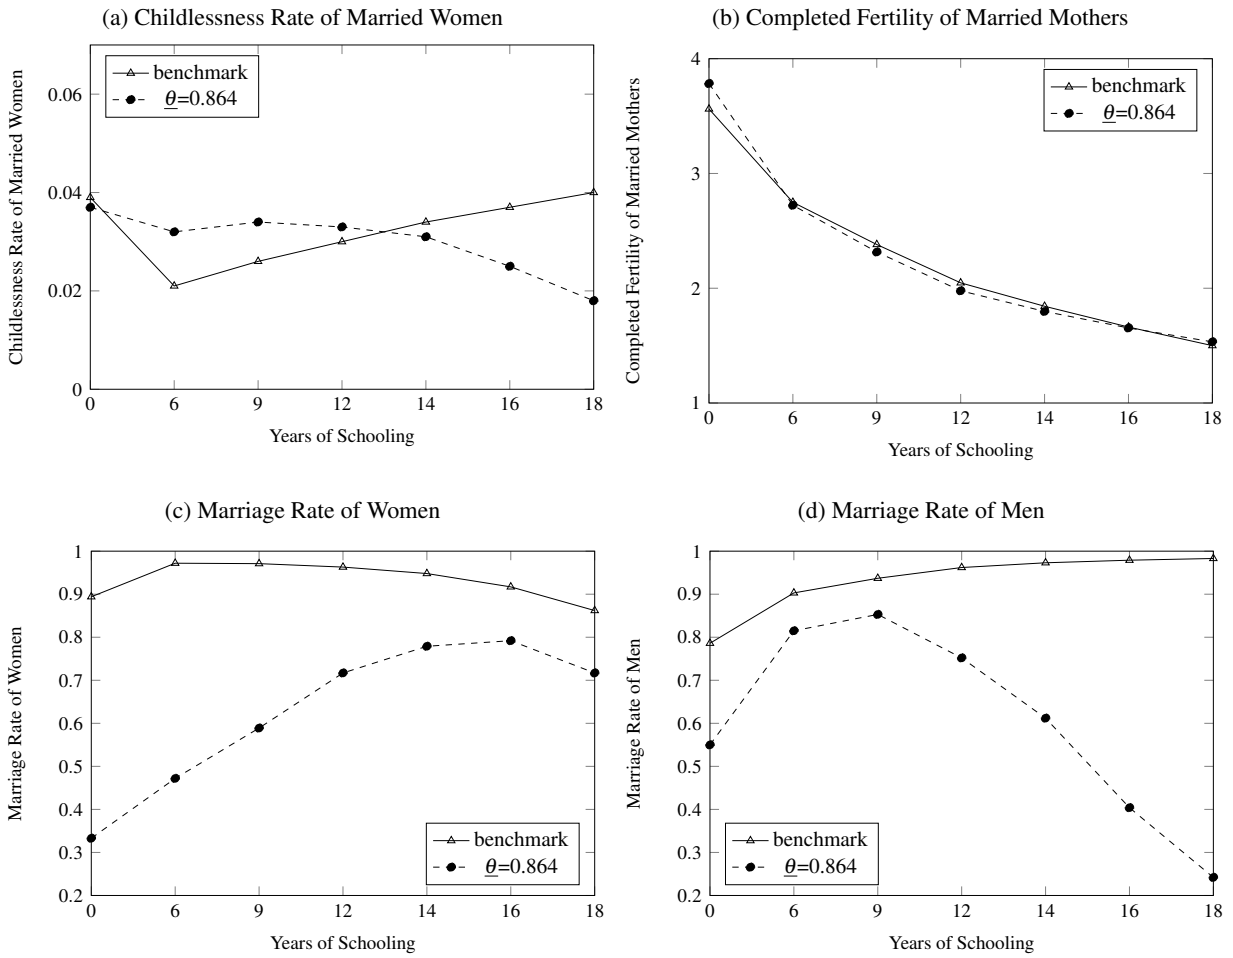 (a) Childlessness Rate of Married Women
0.06
0.04
0.02
0
Childlessness Rate of Married Women
benchmark
θ=0.864
0 6 9 12 14 16 18
Years of Schooling
(b) Completed Fertility of Married Mothers
4
3
2
1
Completed Fertility of Married Mothers
benchmark
θ=0.864
0 6 9 12 14 16 18
Years of Schooling
(c) Marriage Rate of Women
1
0.9
0.8
0.7
0.6
0.5
0.4
0.3
0.2
Marriage Rate of Women
benchmark
θ=0.864
0 6 9 12 14 16 18
Years of Schooling
(d) Marriage Rate of Men
1
0.9
0.8
0.7
0.6
0.5
0.4
0.3
0.2
Marriage Rate of Men
benchmark
θ=0.864
0 6 9 12 14 16 18
Years of Schooling